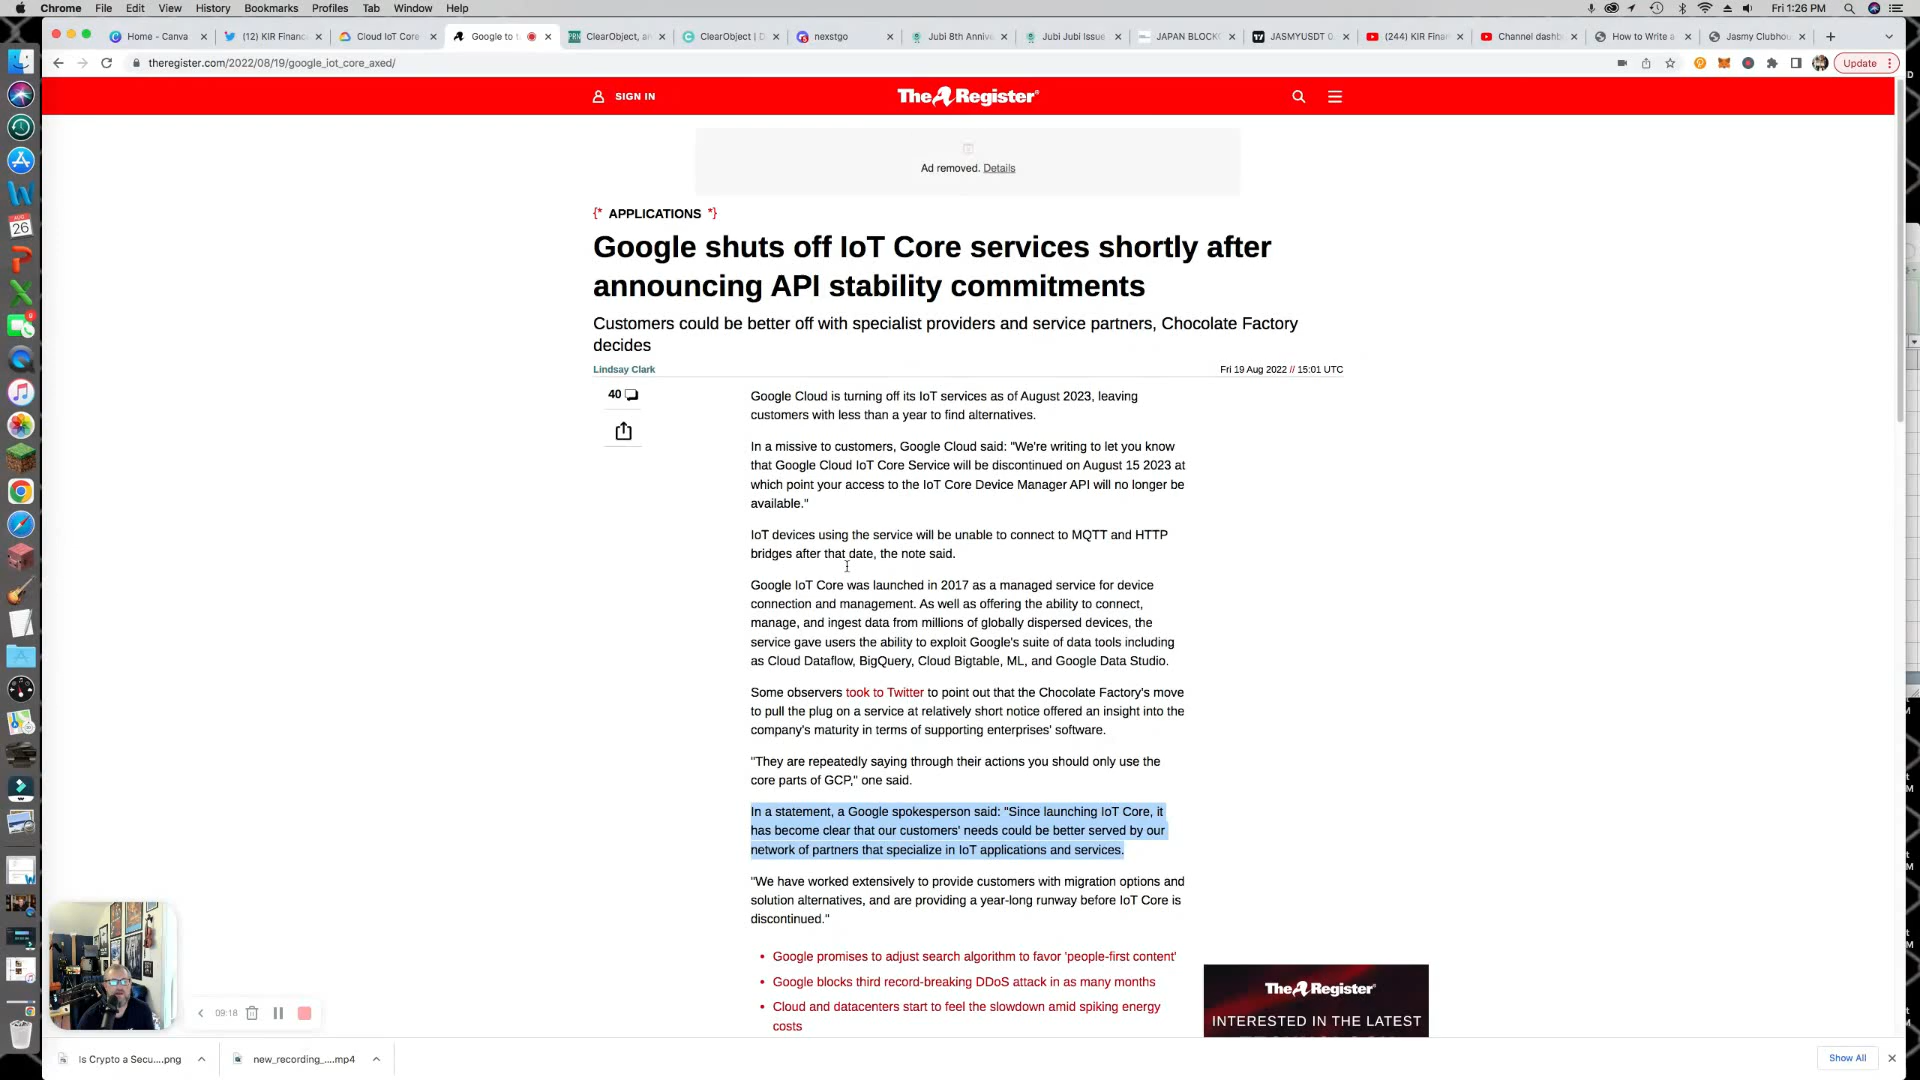 Chrome File Edit View History Bookmarks Profiles Tab Window Help
Fri 1:26 PM
Home - Canva
(12) KIR Financ
Cloud IoT Core
Google to t
ClearObject, an
ClearObject | D
nexstgo
Jubi 8th Annive
Jubi Jubi Issue
JAPAN BLOCK
JASMYUSDT 0.
(244) KIR Finan
Channel dashb
How to Write a
Jasmy Clubhou
theregister.com/2022/08/19/google_iot_core_axed/
Update
SIGN IN
The Register
Ad removed. Details
{* APPLICATIONS *}
Google shuts off IoT Core services shortly after
announcing API stability commitments
Customers could be better off with specialist providers and service partners, Chocolate Factory
decides
Lindsay Clark
Fri 19 Aug 2022 // 15:01 UTC
40
Google Cloud is turning off its IoT services as of August 2023, leaving
customers with less than a year to find alternatives.
In a missive to customers, Google Cloud said: "We're writing to let you know
that Google Cloud IoT Core Service will be discontinued on August 15 2023 at
which point your access to the IoT Core Device Manager API will no longer be
available."
IoT devices using the service will be unable to connect to MQTT and HTTP
bridges after that date, the note said.
Google IoT Core was launched in 2017 as a managed service for device
connection and management. As well as offering the ability to connect,
manage, and ingest data from millions of globally dispersed devices, the
service gave users the ability to exploit Google's suite of data tools including
as Cloud Dataflow, BigQuery, Cloud Bigtable, ML, and Google Data Studio.
Some observers took to Twitter to point out that the Chocolate Factory's move
to pull the plug on a service at relatively short notice offered an insight into the
company's maturity in terms of supporting enterprises' software.
"They are repeatedly saying through their actions you should only use the
core parts of GCP," one said.
In a statement, a Google spokesperson said: "Since launching IoT Core, it
has become clear that our customers' needs could be better served by our
network of partners that specialize in IoT applications and services.
"We have worked extensively to provide customers with migration options and
solution alternatives, and are providing a year-long runway before IoT Core is
discontinued."
• Google promises to adjust search algorithm to favor 'people-first content'
• Google blocks third record-breaking DDoS attack in as many months
• Cloud and datacenters start to feel the slowdown amid spiking energy
costs
The Register
INTERESTED IN THE LATEST
09:18
Is Crypto a Secu....png
new_recording_....mp4
Show All
AUG
26